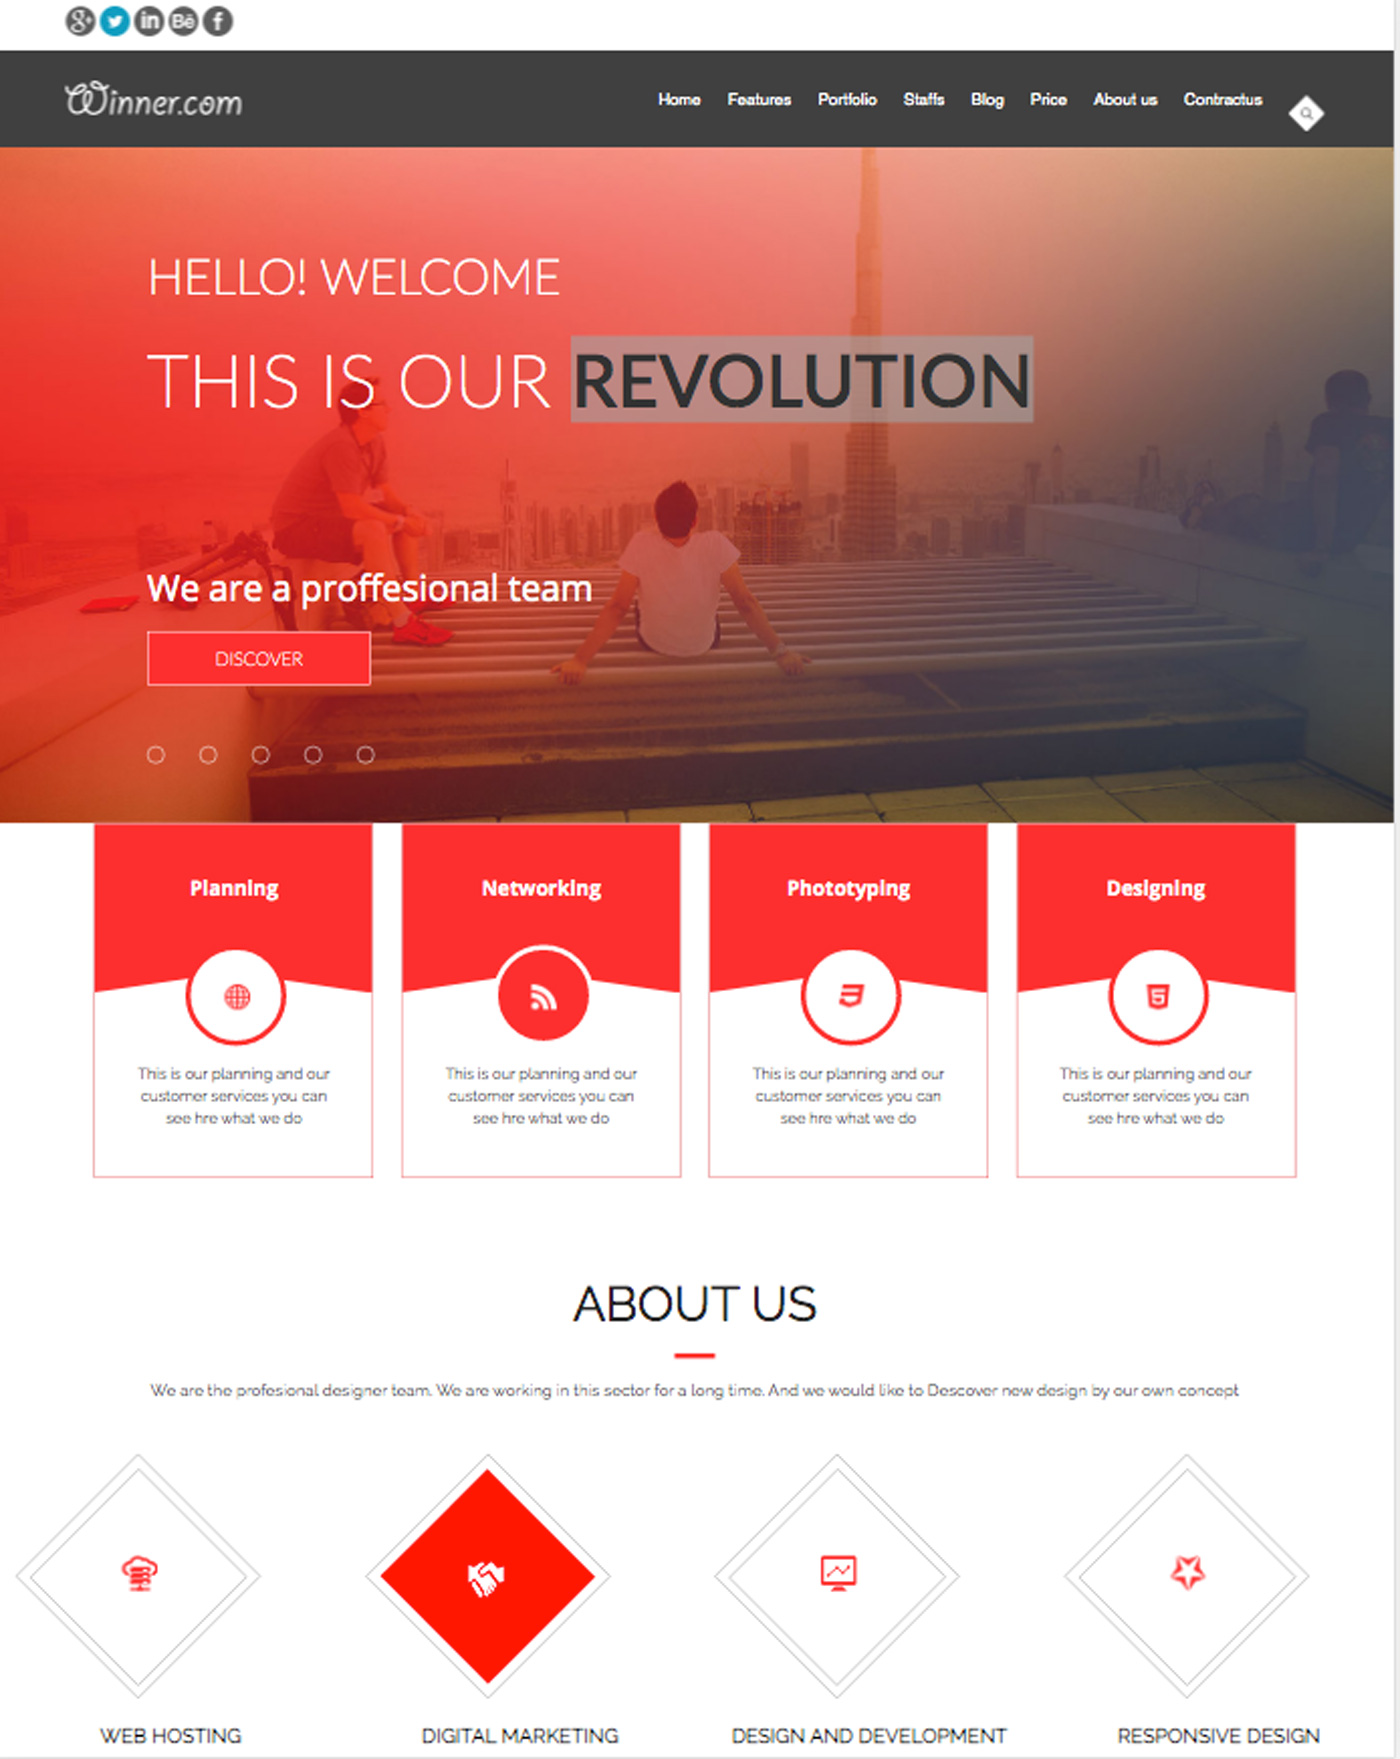 Winner.com
Home Features Portfolio Staffs Blog Price About us Contractus
HELLO! WELCOME
THIS IS OUR REVOLUTION
We are a proffesional team
DISCOVER
Planning
Networking
Phototyping
Designing
This is our planning and our
customer services you can
see hre what we do
This is our planning and our
customer services you can
see hre what we do
This is our planning and our
customer services you can
see hre what we do
This is our planning and our
customer services you can
see hre what we do
ABOUT US
We are the profesional designer team. We are working in this sector for a long time. And we would like to Descover new design by our own concept
WEB HOSTING
DIGITAL MARKETING
DESIGN AND DEVELOPMENT
RESPONSIVE DESIGN